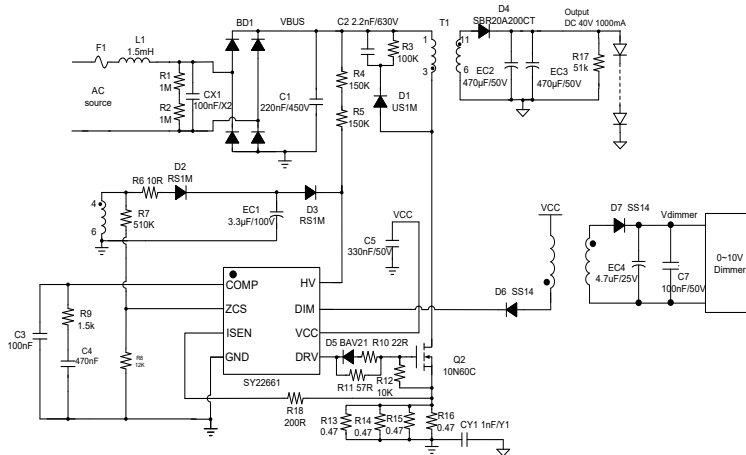 D4
SBR20A200CT
Output
DC 40V 1000mA
BD1
VBUS
C2 2.2nF/630V
T1
F1
L1
1.5mH
R3
100K
1
3
11
6
R1
1M
R2
1M
CX1
100nF/X2
C1
220nF/450V
R4
150K
R5
150K
D1
US1M
EC2
470µF/50V
EC3
470µF/50V
R17
51k
AC
source
D2
RS1M
R6 10R
4
6
R7
510K
EC1
3.3µF/100V
D3
RS1M
VCC
C5
330nF/50V
VCC
D7 SS14
Vdimmer
EC4
4.7uF/25V
C7
100nF/50V
0~10V
Dimmer
D6 SS14
COMP
ZCS
ISEN
GND
HV
DIM
VCC
DRV
SY22661
C3
100nF
R9
1.5k
C4
470nF
R8
12K
D5 BAV21
R10 22R
R11 57R
R12
10K
Q2
10N60C
R18
200R
R13
0.47
R14
0.47
R15
0.47
R16
0.47
CY1 1nF/Y1